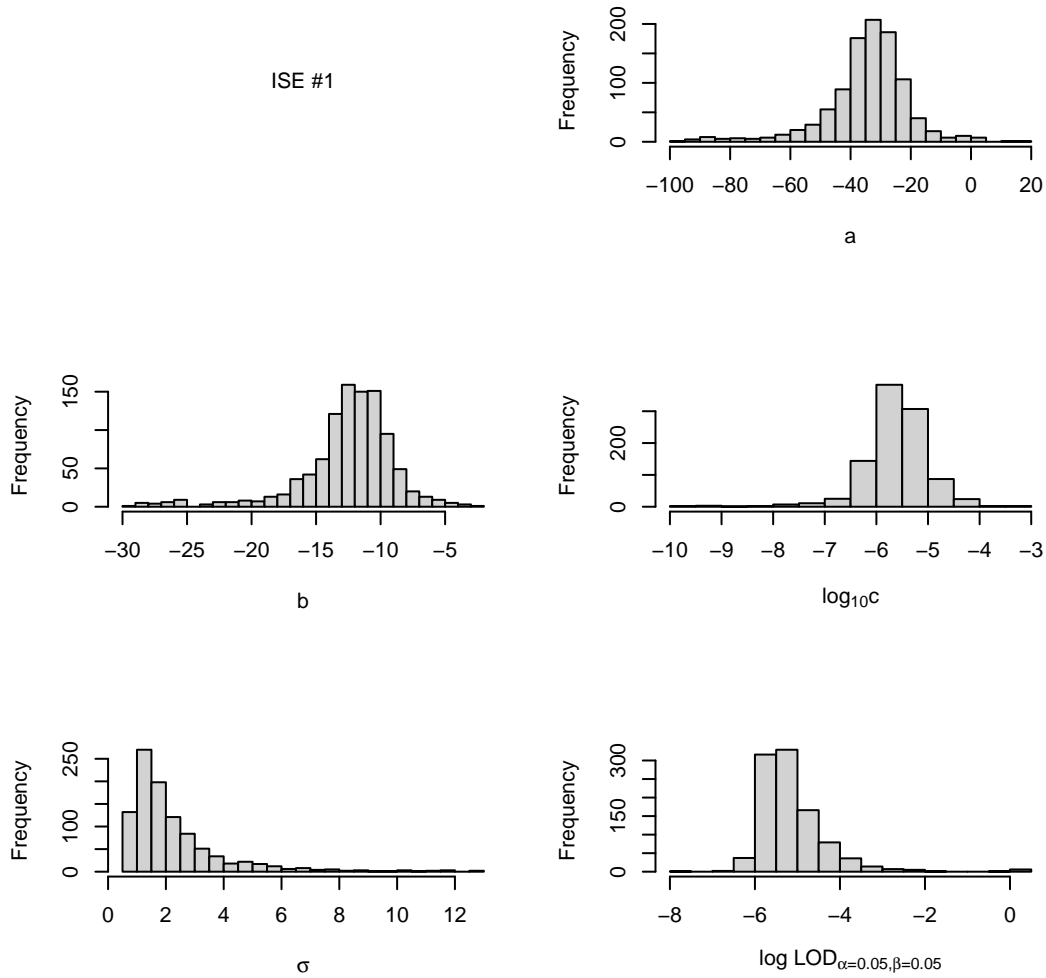 ISE #1
Frequency
0
100
200
−100 −80 −60 −40 −20 0 20
a
Frequency
0
50
150
−30 −25 −20 −15 −10 −5
b
Frequency
0
200
−10 −9 −8 −7 −6 −5 −4 −3
log₁₀c
Frequency
0
100
250
0 2 4 6 8 10 12
σ
Frequency
0
150
300
−8 −6 −4 −2 0
log LOD α=0.05,β=0.05